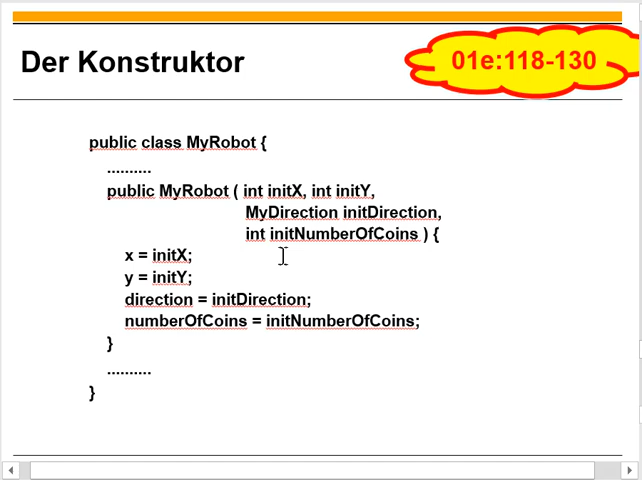 Der Konstruktor
01e:118-130
public class MyRobot {
..........
public MyRobot ( int initX, int initY,
MyDirection initDirection,
int initNumberOfCoins ) {
x = initX;
y = initY;
direction = initDirection;
numberOfCoins = initNumberOfCoins;
}
..........
}